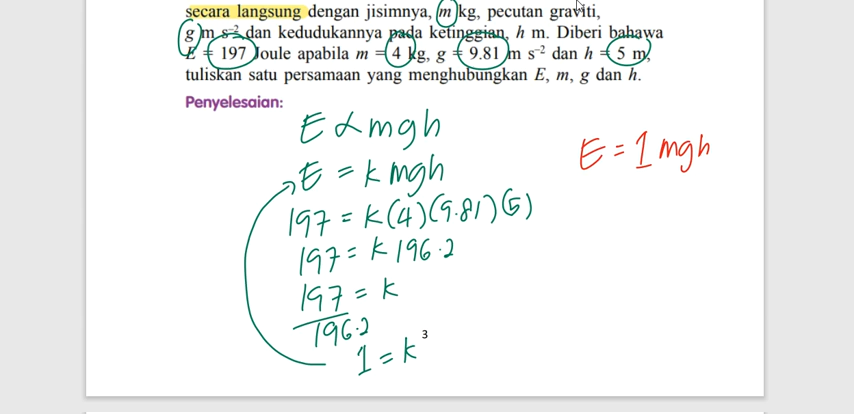 secara langsung dengan jisimnya, m kg, pecutan graviti,
g m s⁻² dan kedudukannya pada ketinggian, h m. Diberi bahawa
E = 197 Joule apabila m = 4 kg, g = 9.81 m s⁻² dan h = 5 m,
tuliskan satu persamaan yang menghubungkan E, m, g dan h.
Penyelesaian:
E ∝ mgh
E = k mgh
197 = k(4)(9.81)(5)
197 = k 196.2
197/196.2 = k
1 = k
3
E = 1 mgh